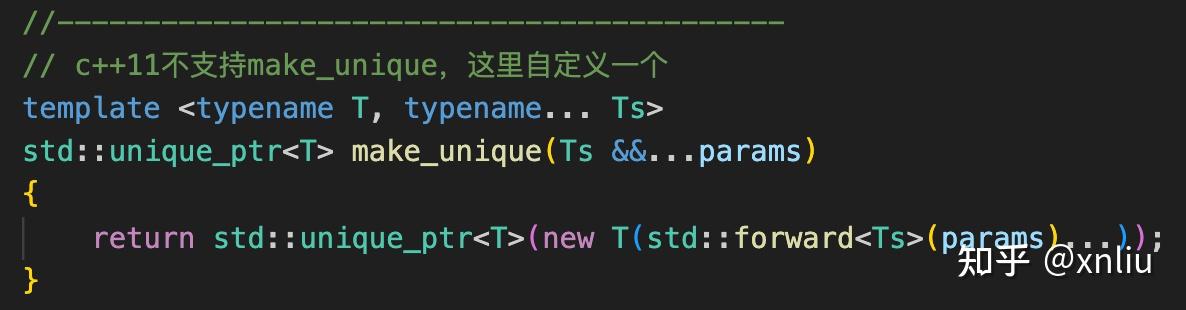 //------------------------------------------
// c++11不支持make_unique，这里自定义一个
template <typename T, typename... Ts>
std::unique_ptr<T> make_unique(Ts &&...params)
{
    return std::unique_ptr<T>(new T(std::forward<Ts>(params)...));
}
知乎 @xnliu